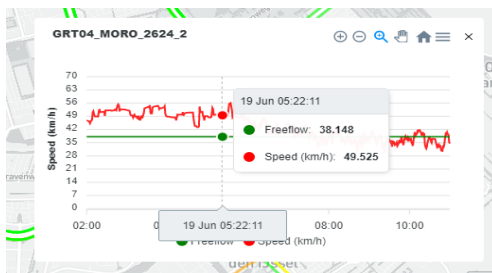 GRT04_MORO_2624_2
70
63
56
49
42
35
28
21
14
7
0
Speed (km/h)
19 Jun 05:22:11
Freeflow: 38.148
Speed (km/h): 49.525
02:00
08:00
10:00
19 Jun 05:22:11
Freeflow
Speed (km/h)
den IJssel